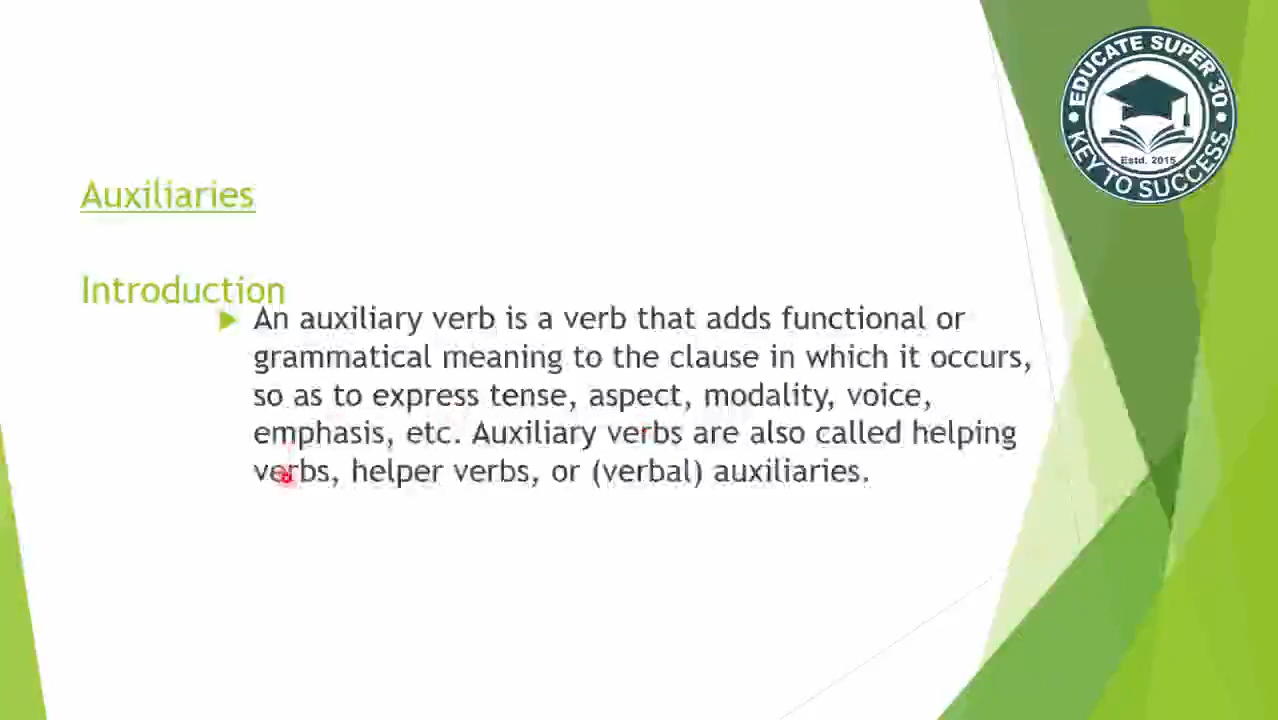 EDUCATE SUPER 30
Estd. 2015
KEY TO SUCCESS
Auxiliaries
Introduction
An auxiliary verb is a verb that adds functional or
grammatical meaning to the clause in which it occurs,
so as to express tense, aspect, modality, voice,
emphasis, etc. Auxiliary verbs are also called helping
verbs, helper verbs, or (verbal) auxiliaries.